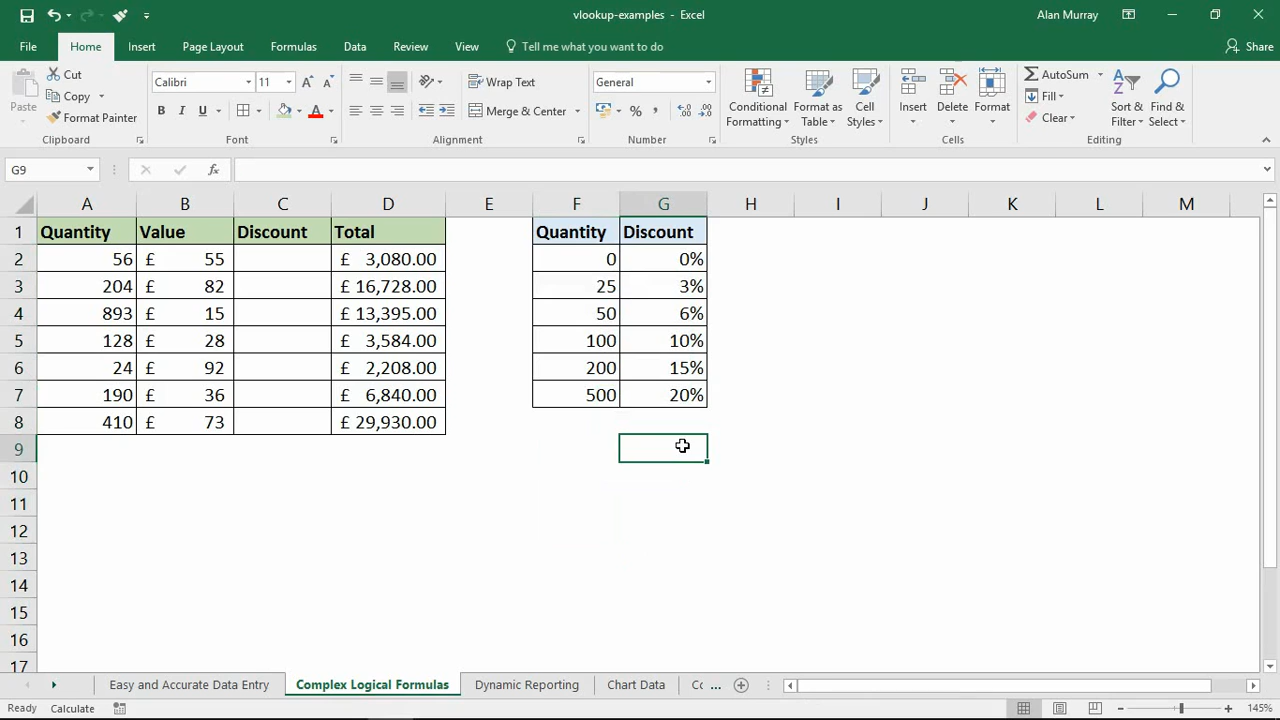 vlookup-examples - Excel
Alan Murray
File Home Insert Page Layout Formulas Data Review View Tell me what you want to do Share
Paste
Cut
Copy
Format Painter
Clipboard
Calibri 11
B I U
Font
Wrap Text
Merge & Center
Alignment
General
Number
Conditional Formatting
Format as Table
Cell Styles
Styles
Insert Delete Format
Cells
AutoSum
Fill
Clear
Sort & Filter
Find & Select
Editing
G9
fx
A B C D E F G H I J K L M
1 Quantity Value Discount Total Quantity Discount
2 56 £ 55 £ 3,080.00 0 0%
3 204 £ 82 £ 16,728.00 25 3%
4 893 £ 15 £ 13,395.00 50 6%
5 128 £ 28 £ 3,584.00 100 10%
6 24 £ 92 £ 2,208.00 200 15%
7 190 £ 36 £ 6,840.00 500 20%
8 410 £ 73 £ 29,930.00
9
10
11
12
13
14
15
16
17
Easy and Accurate Data Entry Complex Logical Formulas Dynamic Reporting Chart Data Cc ...
Ready Calculate 145%